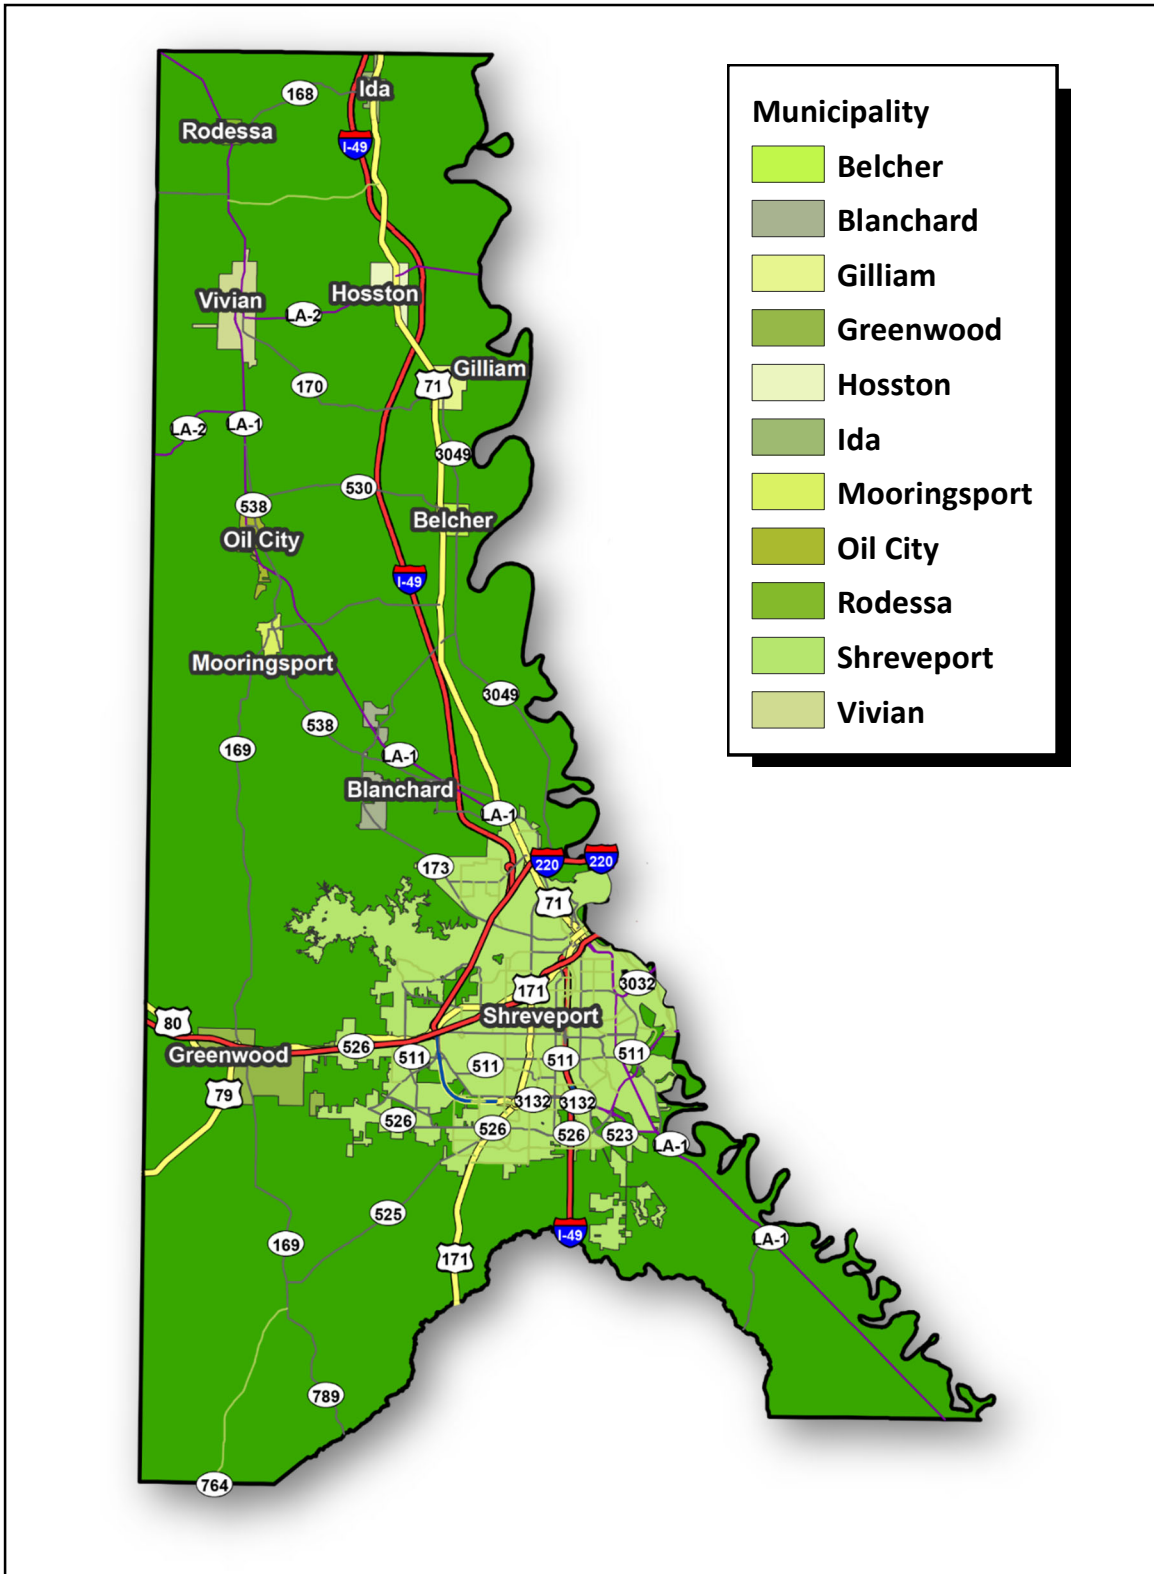 Municipality
Belcher
Blanchard
Gilliam
Greenwood
Hosston
Ida
Mooringsport
Oil City
Rodessa
Shreveport
Vivian
Ida
168
Rodessa
I-49
Vivian
Hosston
LA-2
Gilliam
170
71
LA-2
LA-1
3049
530
538
Belcher
Oil City
I-49
Mooringsport
3049
538
169
LA-1
Blanchard
LA-1
173
220
220
71
3032
171
Shreveport
80
526
Greenwood
511
511
511
511
79
3132
3132
526
526
526
523
LA-1
525
169
I-49
LA-1
171
789
764